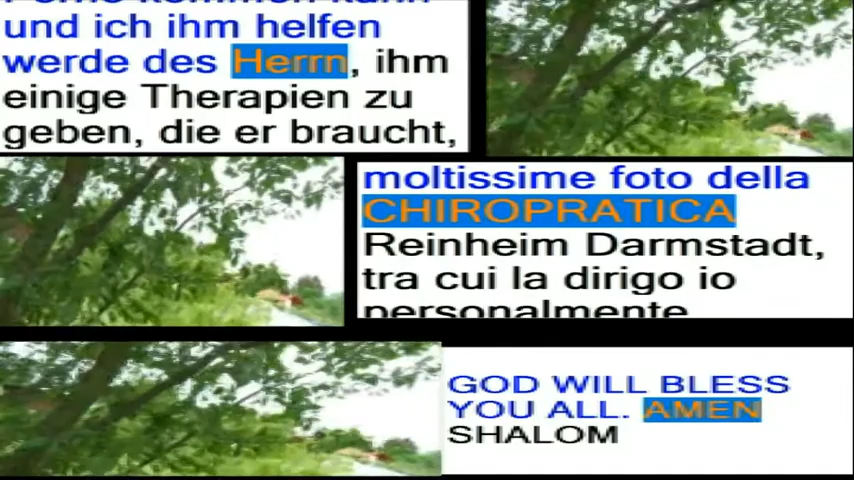 und ich ihm helfen
werde des Herrn, ihm
einige Therapien zu
geben, die er braucht,
moltissime foto della
CHIROPRATICA
Reinheim Darmstadt,
tra cui la dirigo io
personalmente
GOD WILL BLESS
YOU ALL. AMEN
SHALOM